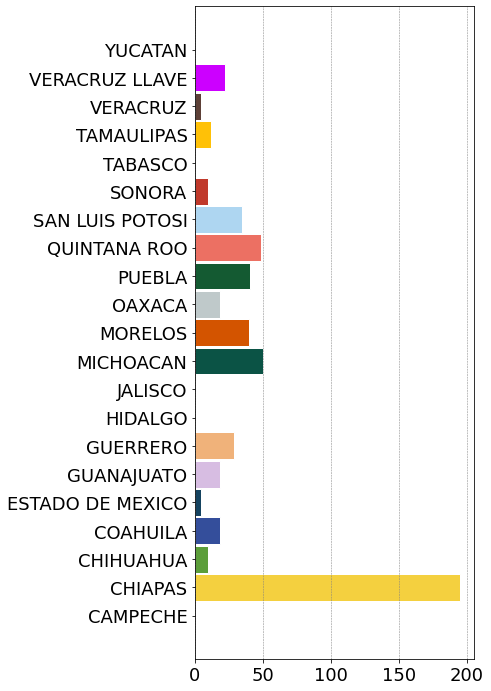 YUCATAN
VERACRUZ LLAVE
VERACRUZ
TAMAULIPAS
TABASCO
SONORA
SAN LUIS POTOSI
QUINTANA ROO
PUEBLA
OAXACA
MORELOS
MICHOACAN
JALISCO
HIDALGO
GUERRERO
GUANAJUATO
ESTADO DE MEXICO
COAHUILA
CHIHUAHUA
CHIAPAS
CAMPECHE
0 50 100 150 200